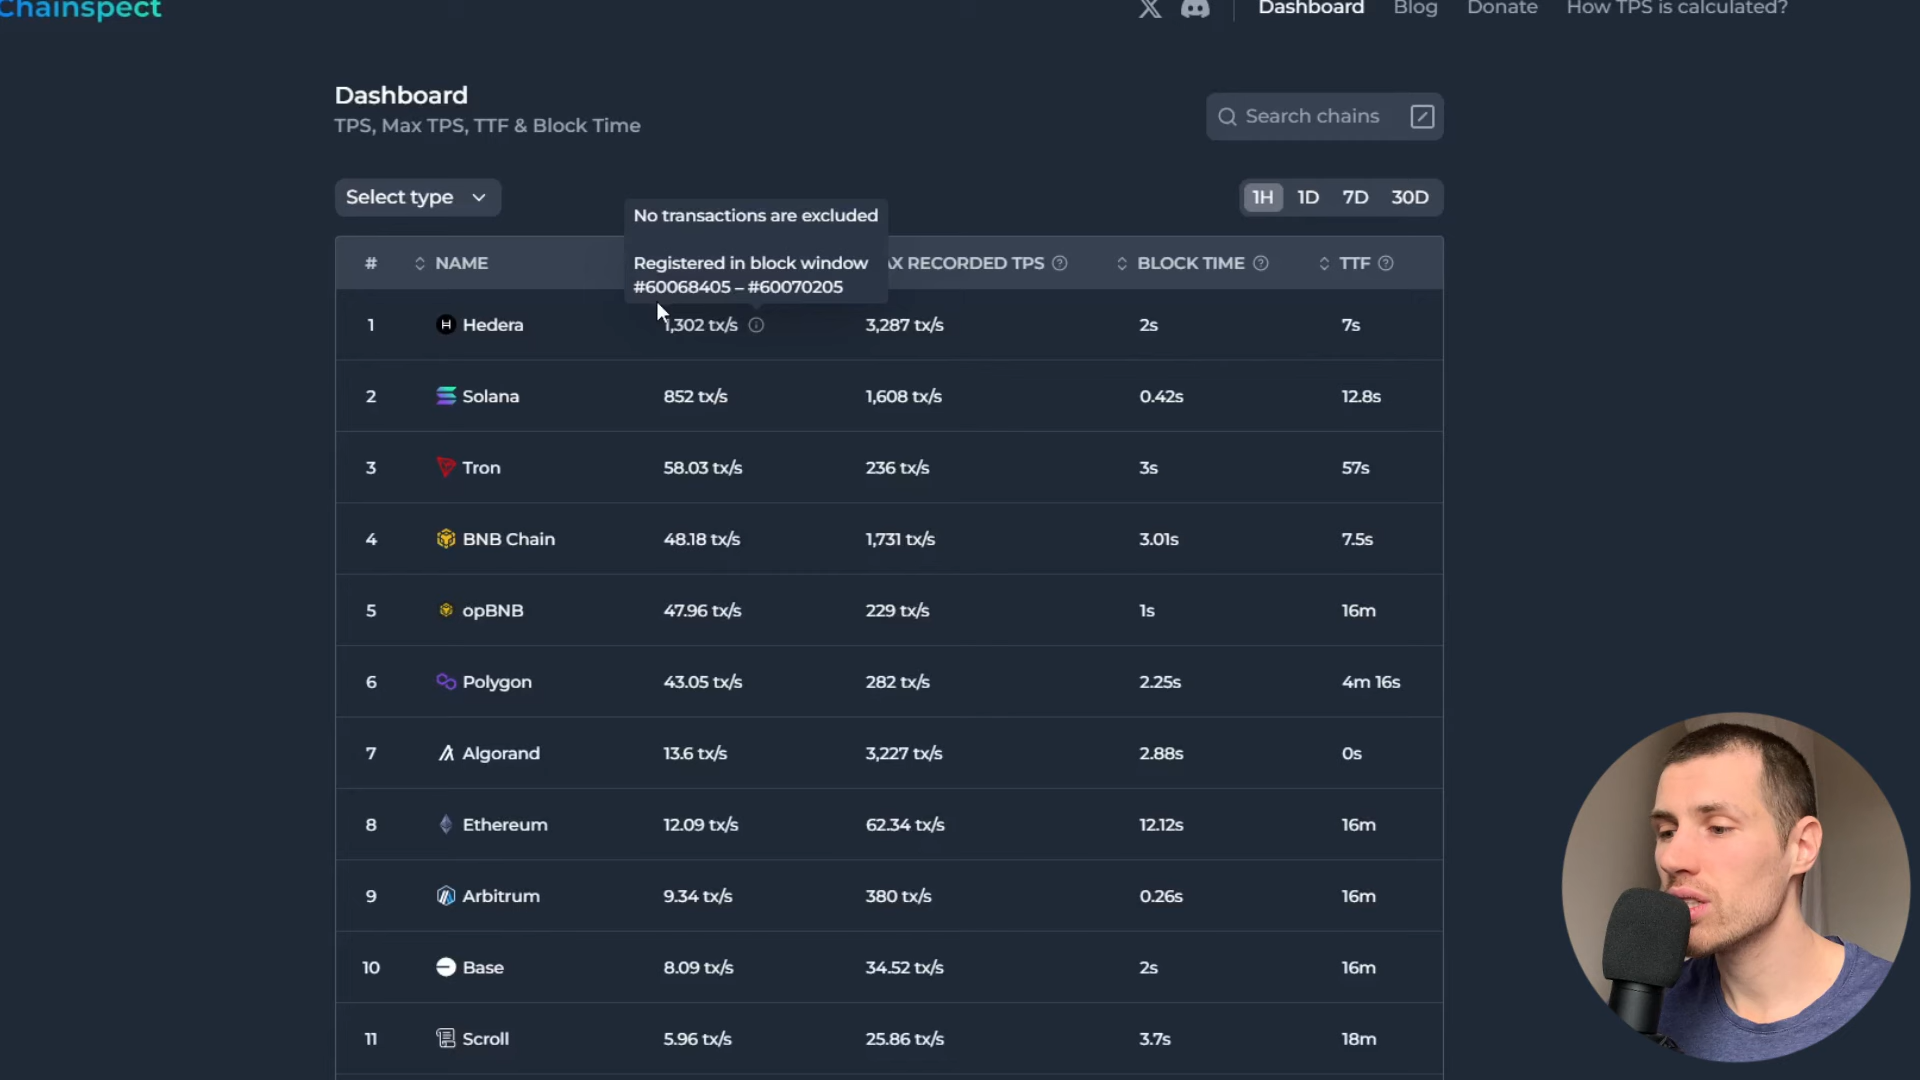 Chainspect
Dashboard Blog Donate How TPS is calculated?
Dashboard
TPS, Max TPS, TTF & Block Time
Search chains
Select type
1H 1D 7D 30D
No transactions are excluded
Registered in block window
#60068405 – #60070205
# NAME AX RECORDED TPS BLOCK TIME TTF
1 Hedera 1,302 tx/s 3,287 tx/s 2s 7s
2 Solana 852 tx/s 1,608 tx/s 0.42s 12.8s
3 Tron 58.03 tx/s 236 tx/s 3s 57s
4 BNB Chain 48.18 tx/s 1,731 tx/s 3.01s 7.5s
5 opBNB 47.96 tx/s 229 tx/s 1s 16m
6 Polygon 43.05 tx/s 282 tx/s 2.25s 4m 16s
7 Algorand 13.6 tx/s 3,227 tx/s 2.88s 0s
8 Ethereum 12.09 tx/s 62.34 tx/s 12.12s 16m
9 Arbitrum 9.34 tx/s 380 tx/s 0.26s 16m
10 Base 8.09 tx/s 34.52 tx/s 2s 16m
11 Scroll 5.96 tx/s 25.86 tx/s 3.7s 18m